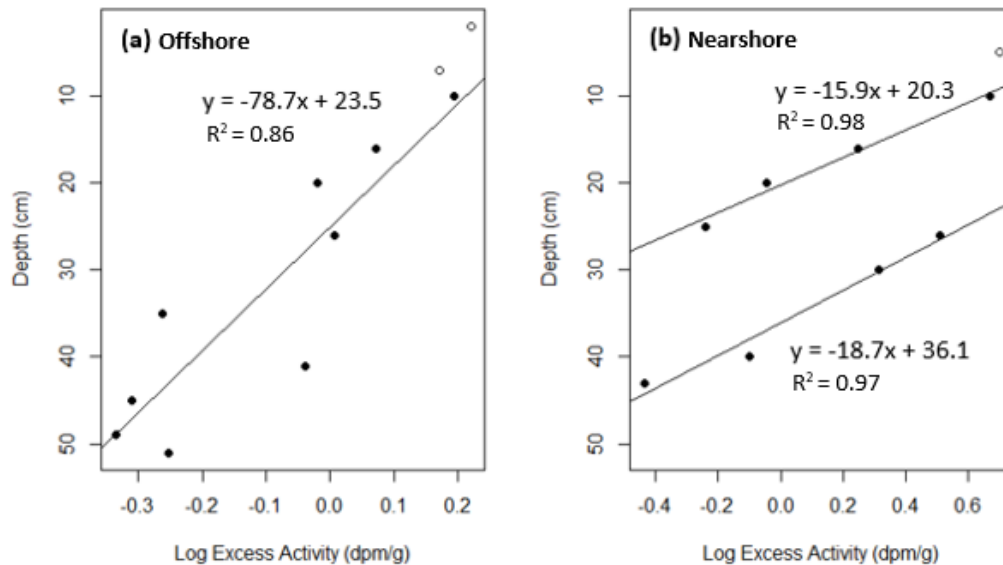 (a) Offshore
y = -78.7x + 23.5
R² = 0.86
10
20
30
40
50
Depth (cm)
-0.3 -0.2 -0.1 0.0 0.1 0.2
Log Excess Activity (dpm/g)
(b) Nearshore
y = -15.9x + 20.3
R² = 0.98
y = -18.7x + 36.1
R² = 0.97
10
20
30
40
50
Depth (cm)
-0.4 -0.2 0.0 0.2 0.4 0.6
Log Excess Activity (dpm/g)